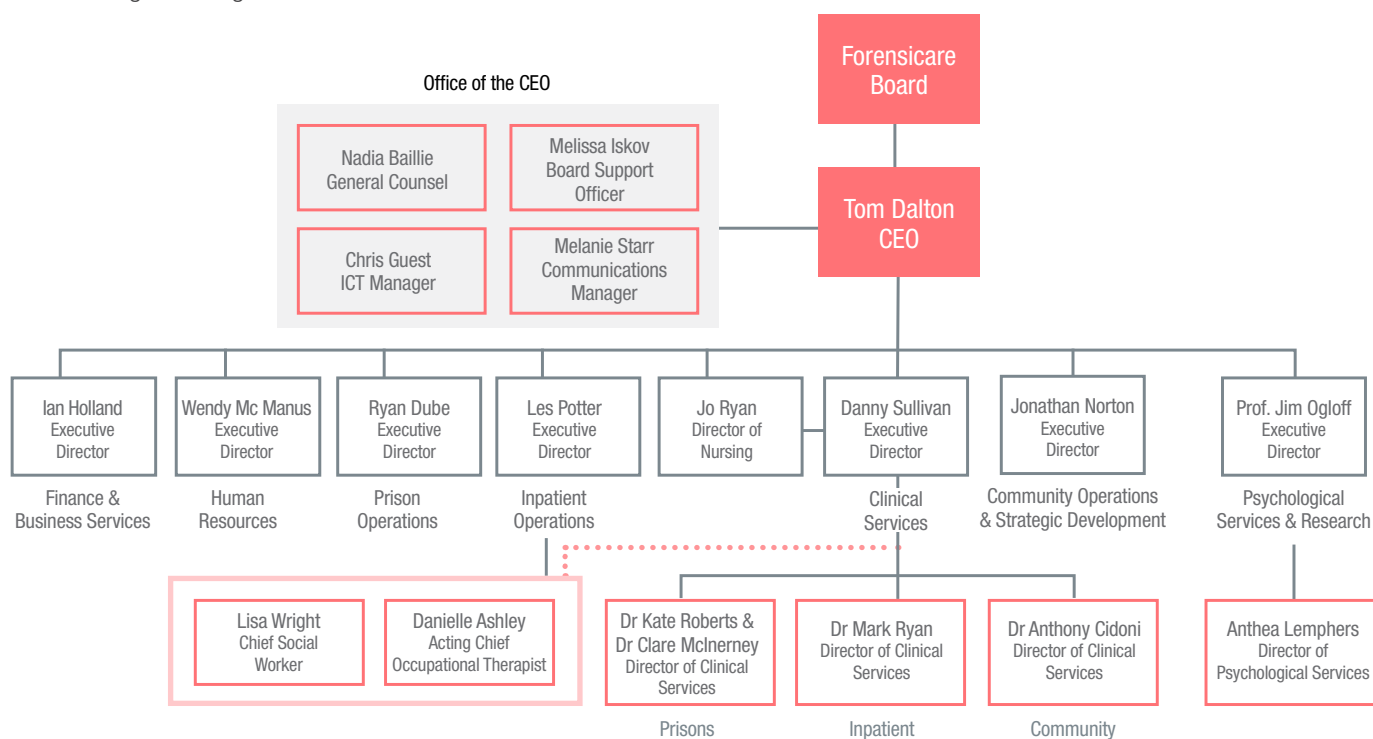 Forensicare
Board
Office of the CEO
Nadia Baillie
General Counsel
Melissa Iskov
Board Support
Officer
Chris Guest
ICT Manager
Melanie Starr
Communications
Manager
Tom Dalton
CEO
Ian Holland
Executive
Director
Finance &
Business Services
Wendy Mc Manus
Executive
Director
Human
Resources
Ryan Dube
Executive
Director
Prison
Operations
Les Potter
Executive
Director
Inpatient
Operations
Jo Ryan
Director of
Nursing
Danny Sullivan
Executive
Director
Clinical
Services
Jonathan Norton
Executive
Director
Community Operations
& Strategic Development
Prof. Jim Ogloff
Executive
Director
Psychological
Services & Research
Lisa Wright
Chief Social
Worker
Danielle Ashley
Acting Chief
Occupational Therapist
Dr Kate Roberts &
Dr Clare McInerney
Director of Clinical
Services
Prisons
Dr Mark Ryan
Director of Clinical
Services
Inpatient
Dr Anthony Cidoni
Director of Clinical
Services
Community
Anthea Lemphers
Director of
Psychological Services